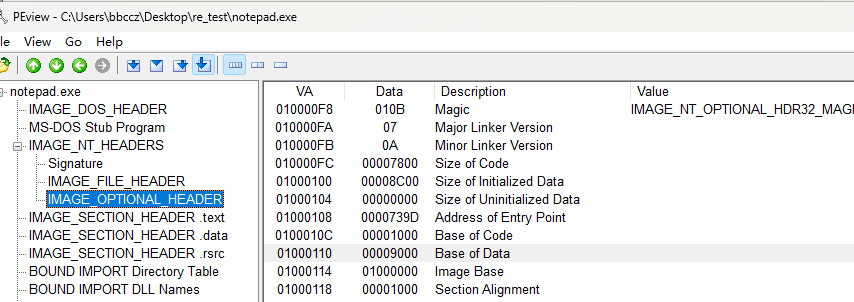 PEview - C:\Users\bbccz\Desktop\re_test\notepad.exe
le View Go Help
notepad.exe
IMAGE_DOS_HEADER
MS-DOS Stub Program
IMAGE_NT_HEADERS
Signature
IMAGE_FILE_HEADER
IMAGE_OPTIONAL_HEADER
IMAGE_SECTION_HEADER .text
IMAGE_SECTION_HEADER .data
IMAGE_SECTION_HEADER .rsrc
BOUND IMPORT Directory Table
BOUND IMPORT DLL Names
VA Data Description Value
010000F8 010B Magic IMAGE_NT_OPTIONAL_HDR32_MAG
010000FA 07 Major Linker Version
010000FB 0A Minor Linker Version
010000FC 00007800 Size of Code
01000100 00008C00 Size of Initialized Data
01000104 00000000 Size of Uninitialized Data
01000108 0000739D Address of Entry Point
0100010C 00001000 Base of Code
01000110 00009000 Base of Data
01000114 01000000 Image Base
01000118 00001000 Section Alignment